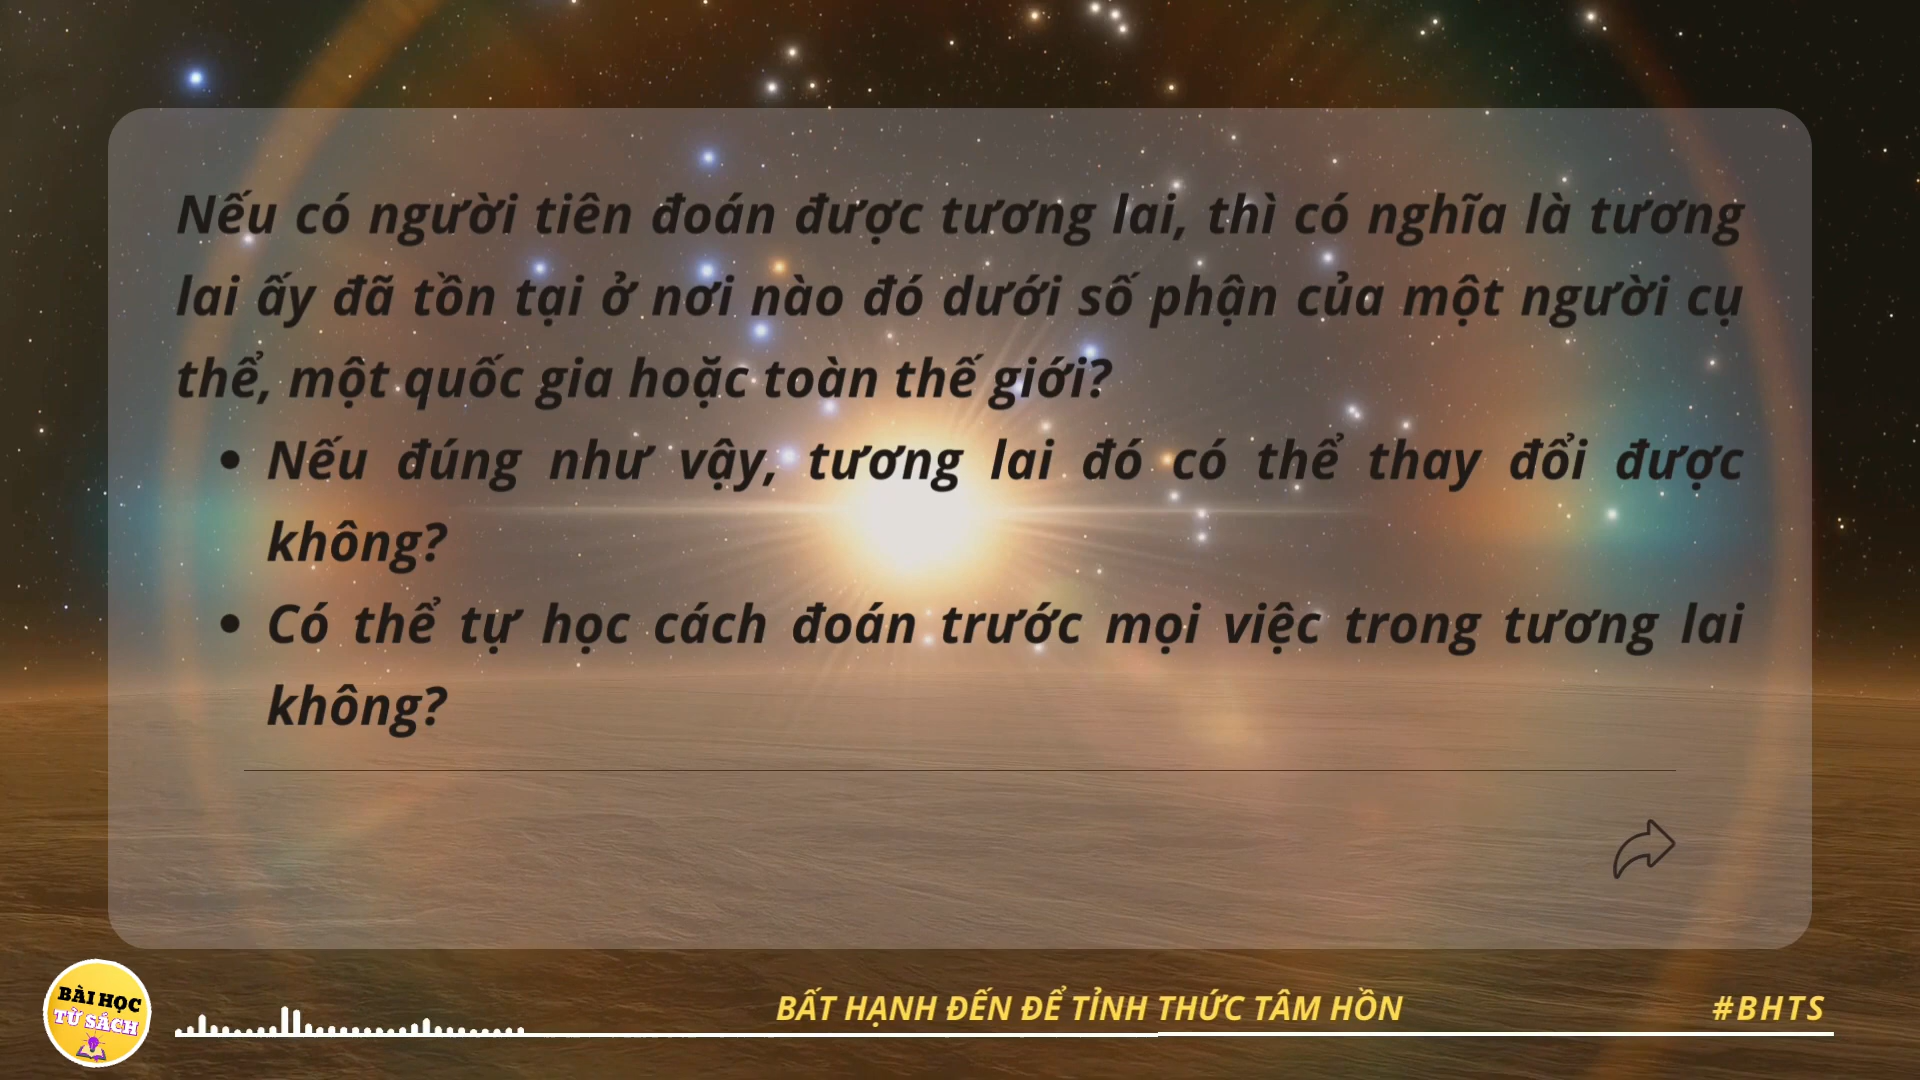 Nếu có người tiên đoán được tương lai, thì có nghĩa là tương
lai ấy đã tồn tại ở nơi nào đó dưới số phận của một người cụ
thể, một quốc gia hoặc toàn thế giới?
• Nếu đúng như vậy, tương lai đó có thể thay đổi được
không?
• Có thể tự học cách đoán trước mọi việc trong tương lai
không?
BÀI HỌC
TỪ SÁCH
BẤT HẠNH ĐẾN ĐỂ TỈNH THỨC TÂM HỒN
#BHTS